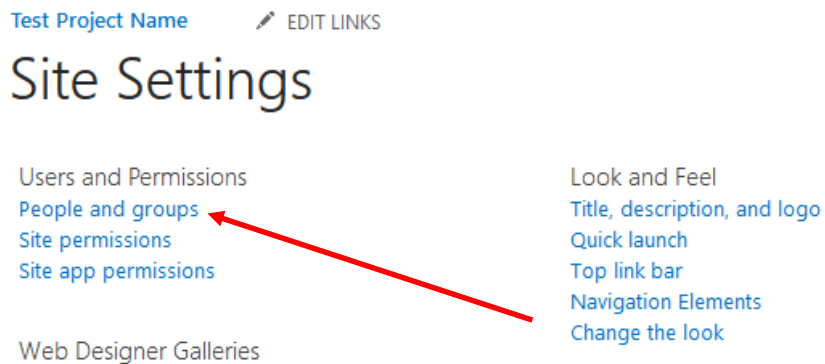 Test Project Name EDIT LINKS
Site Settings
Users and Permissions
People and groups
Site permissions
Site app permissions
Web Designer Galleries
Look and Feel
Title, description, and logo
Quick launch
Top link bar
Navigation Elements
Change the look